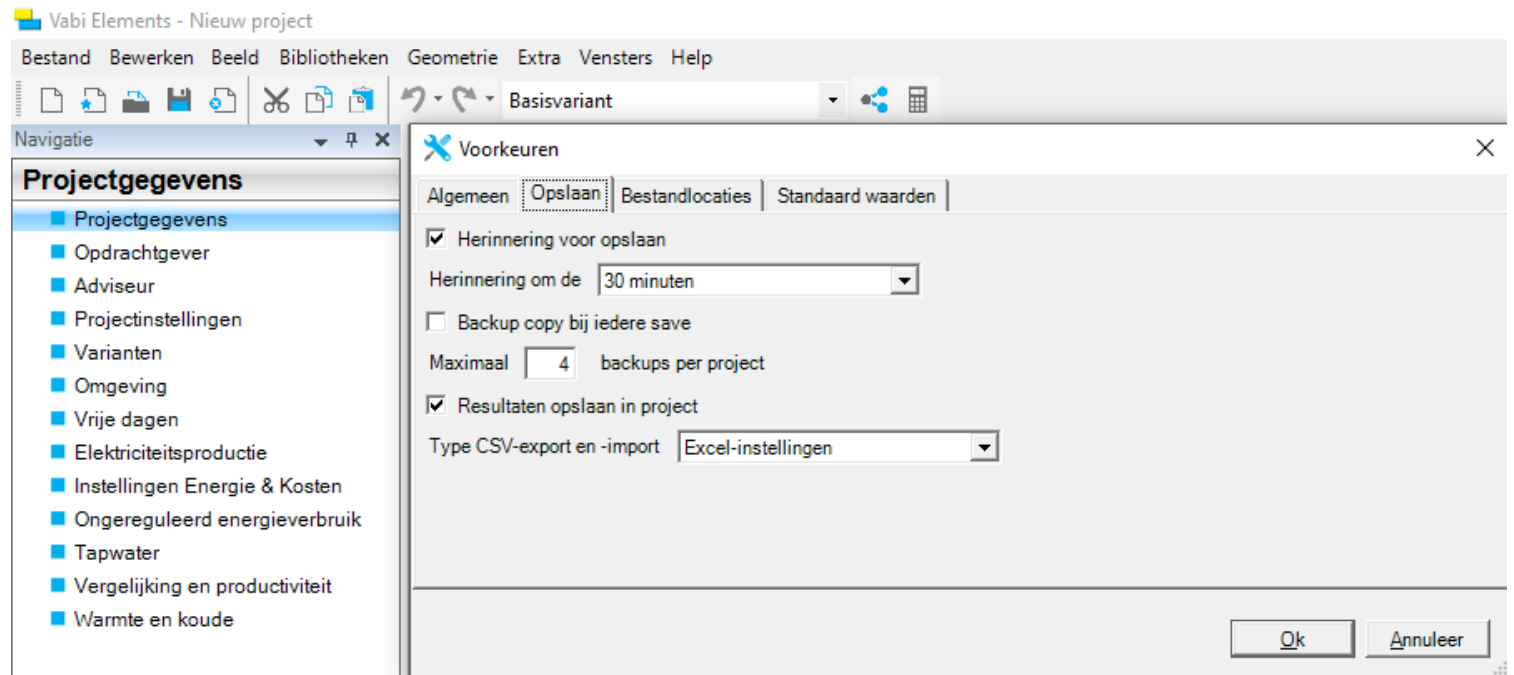 Vabi Elements - Nieuw project
Bestand Bewerken Beeld Bibliotheken Geometrie Extra Vensters Help
Basisvariant
Navigatie
Projectgegevens
Projectgegevens
Opdrachtgever
Adviseur
Projectinstellingen
Varianten
Omgeving
Vrije dagen
Elektriciteitsproductie
Instellingen Energie & Kosten
Ongereguleerd energieverbruik
Tapwater
Vergelijking en productiviteit
Warmte en koude
Voorkeuren
Algemeen Opslaan Bestandlocaties Standaard waarden
Herinnering voor opslaan
Herinnering om de 30 minuten
Backup copy bij iedere save
Maximaal 4 backups per project
Resultaten opslaan in project
Type CSV-export en -import Excel-instellingen
Ok Annuleer